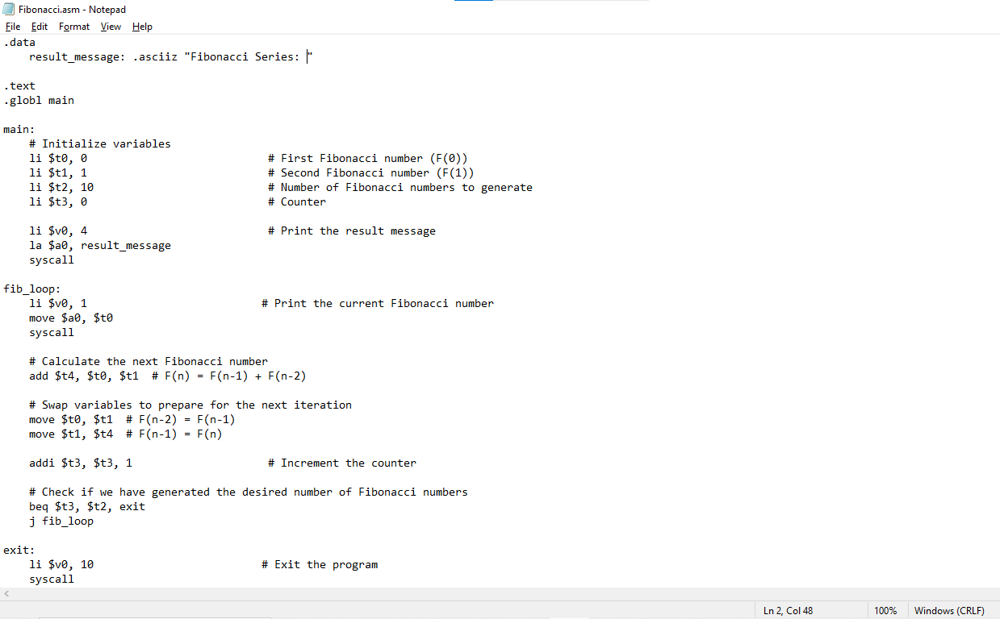 Fibonacci.asm - Notepad
File Edit Format View Help
.data
    result_message: .asciiz "Fibonacci Series: "

.text
.globl main

main:
    # Initialize variables
    li $t0, 0                            # First Fibonacci number (F(0))
    li $t1, 1                            # Second Fibonacci number (F(1))
    li $t2, 10                           # Number of Fibonacci numbers to generate
    li $t3, 0                            # Counter

    li $v0, 4                            # Print the result message
    la $a0, result_message
    syscall

fib_loop:
    li $v0, 1                           # Print the current Fibonacci number
    move $a0, $t0
    syscall

    # Calculate the next Fibonacci number
    add $t4, $t0, $t1  # F(n) = F(n-1) + F(n-2)

    # Swap variables to prepare for the next iteration
    move $t0, $t1  # F(n-2) = F(n-1)
    move $t1, $t4  # F(n-1) = F(n)

    addi $t3, $t3, 1                     # Increment the counter

    # Check if we have generated the desired number of Fibonacci numbers
    beq $t3, $t2, exit
    j fib_loop

exit:
    li $v0, 10                          # Exit the program
    syscall
Ln 2, Col 48 100% Windows (CRLF)